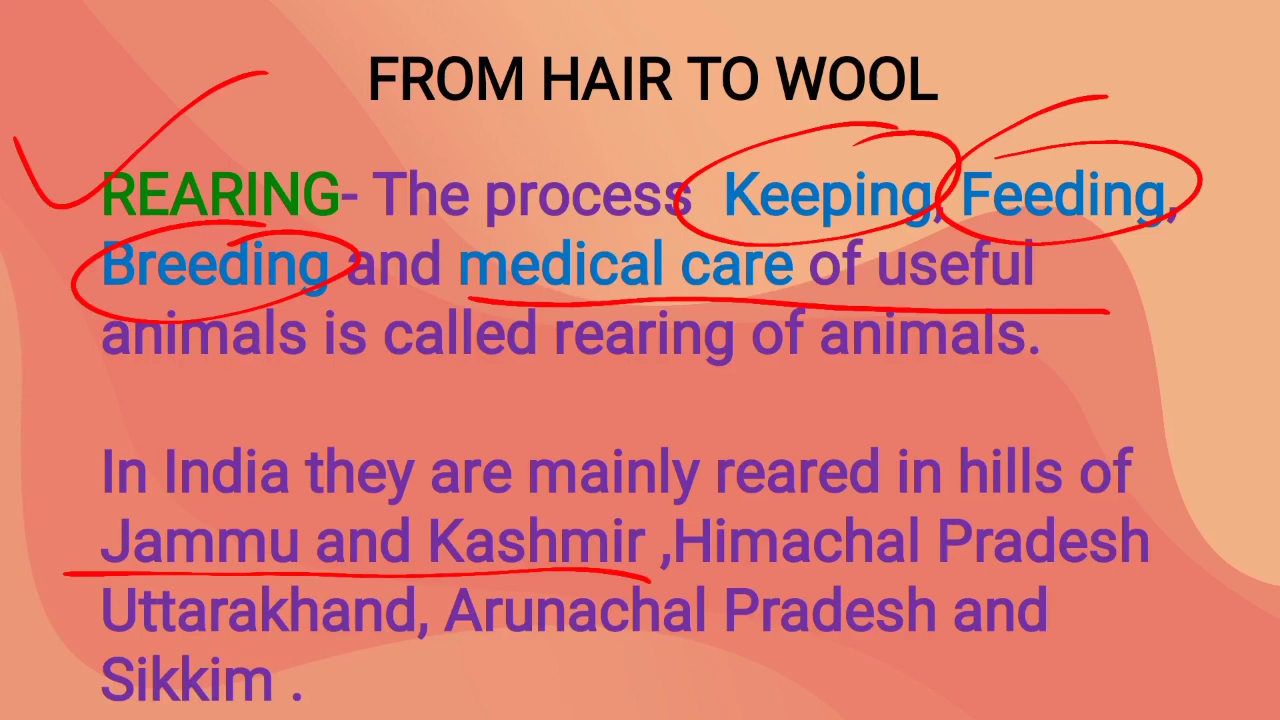 FROM HAIR TO WOOL
REARING- The process Keeping, Feeding,
Breeding and medical care of useful
animals is called rearing of animals.
In India they are mainly reared in hills of
Jammu and Kashmir ,Himachal Pradesh
Uttarakhand, Arunachal Pradesh and
Sikkim .